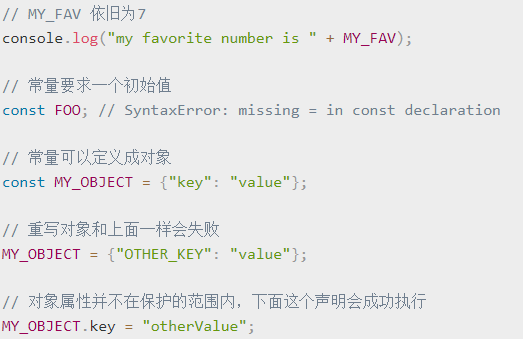 // MY_FAV 依旧为7
console.log("my favorite number is " + MY_FAV);
// 常量要求一个初始值
const FOO; // SyntaxError: missing = in const declaration
// 常量可以定义成对象
const MY_OBJECT = {"key": "value"};
// 重写对象和上面一样会失败
MY_OBJECT = {"OTHER_KEY": "value"};
// 对象属性并不在保护的范围内，下面这个声明会成功执行
MY_OBJECT.key = "otherValue";